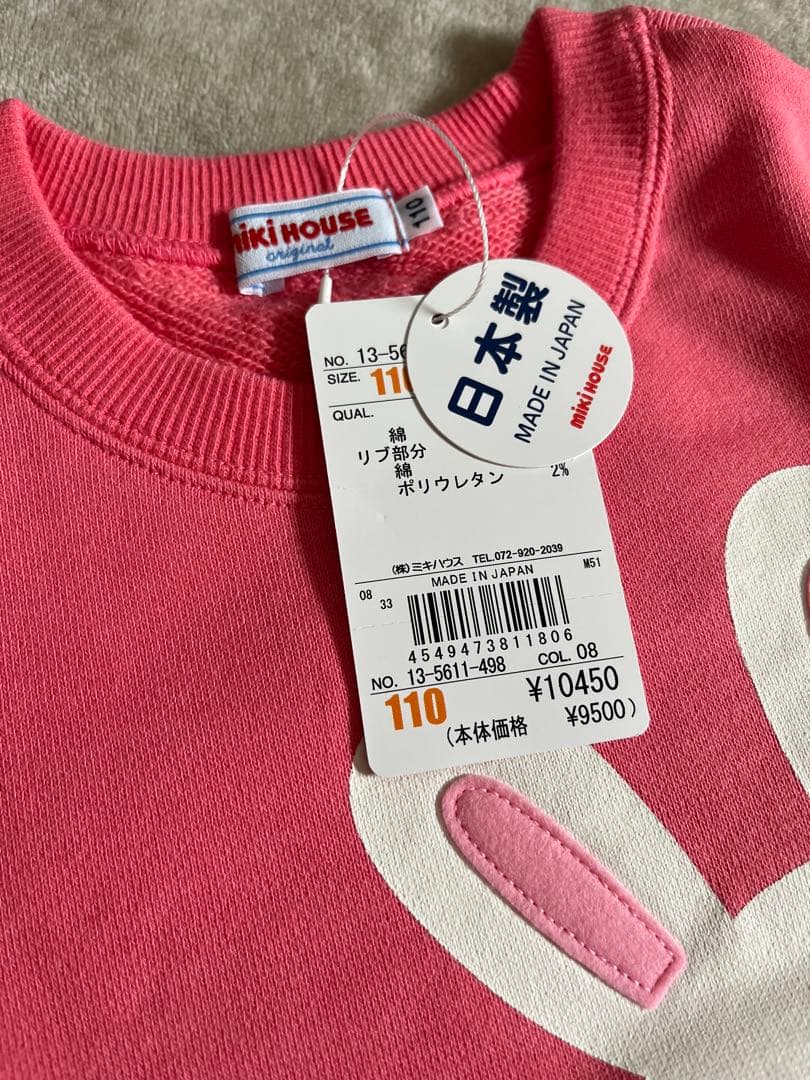 miki HOUSE
original
110
日本製
MADE IN JAPAN
miki HOUSE
NO. 13-56
SIZE. 110
QUAL.
綿
リブ部分
綿
ポリウレタン 2%
(株)ミキハウス TEL.072-920-2039
MADE IN JAPAN M51
08
33
4549473811806
NO. 13-5611-498 COL. 08
110 ¥10450
(本体価格 ¥9500)